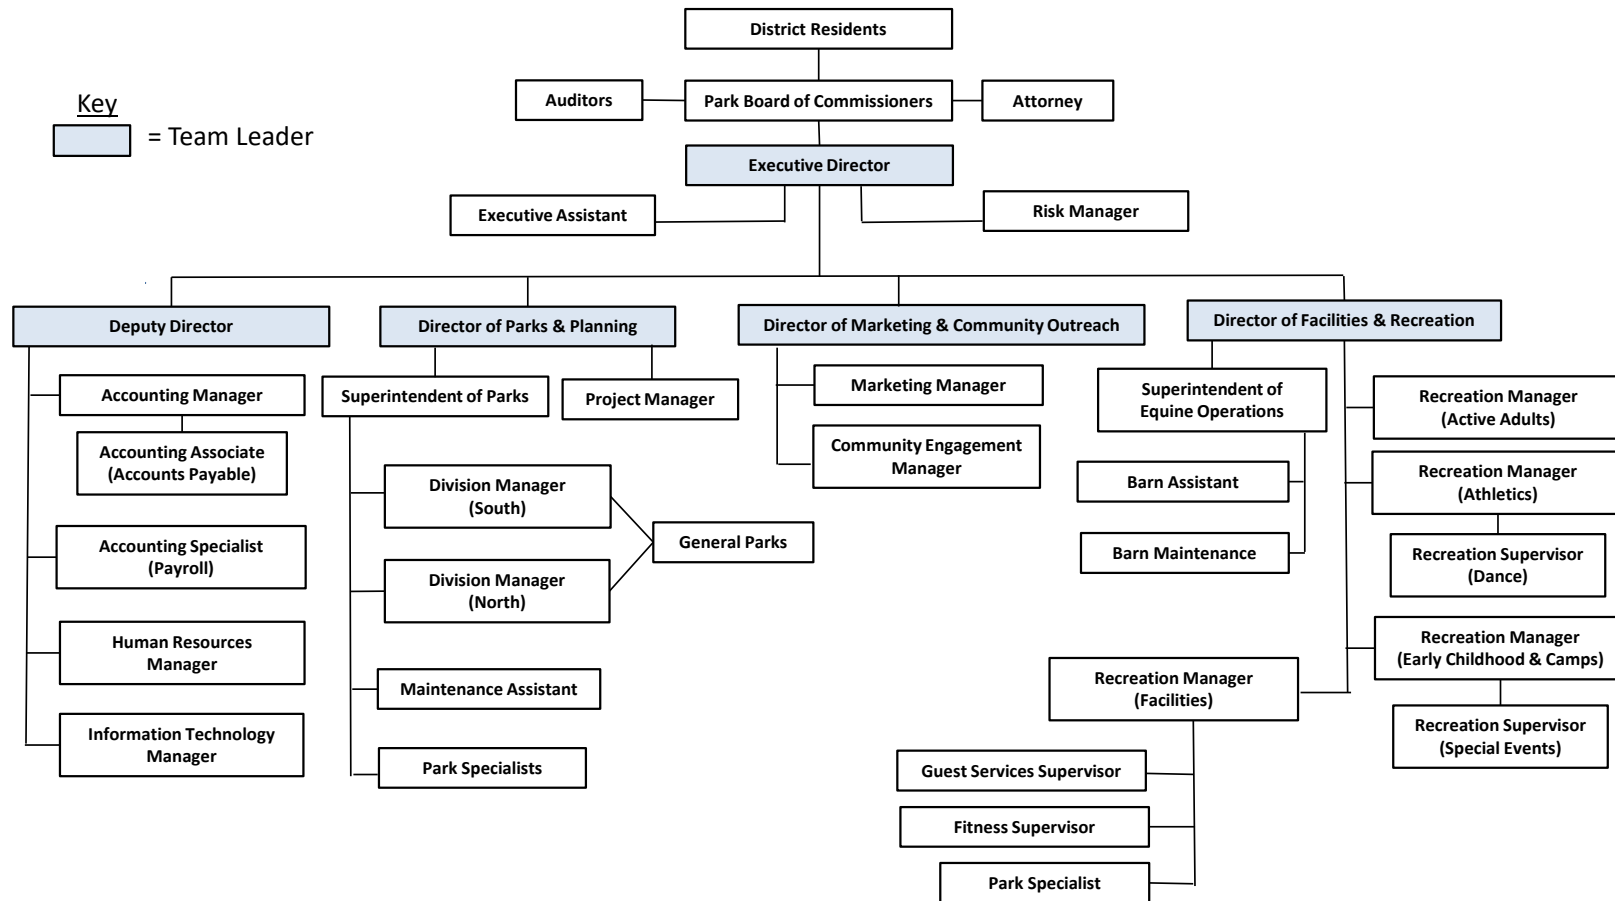 District Residents
Auditors
Park Board of Commissioners
Attorney
Key
= Team Leader
Executive Director
Executive Assistant
Risk Manager
Deputy Director
Director of Parks & Planning
Director of Marketing & Community Outreach
Director of Facilities & Recreation
Accounting Manager
Accounting Associate
(Accounts Payable)
Accounting Specialist
(Payroll)
Human Resources
Manager
Information Technology
Manager
Superintendent of Parks
Project Manager
Division Manager
(South)
Division Manager
(North)
General Parks
Maintenance Assistant
Park Specialists
Marketing Manager
Community Engagement
Manager
Superintendent of
Equine Operations
Barn Assistant
Barn Maintenance
Recreation Manager
(Active Adults)
Recreation Manager
(Athletics)
Recreation Supervisor
(Dance)
Recreation Manager
(Early Childhood & Camps)
Recreation Supervisor
(Special Events)
Recreation Manager
(Facilities)
Guest Services Supervisor
Fitness Supervisor
Park Specialist